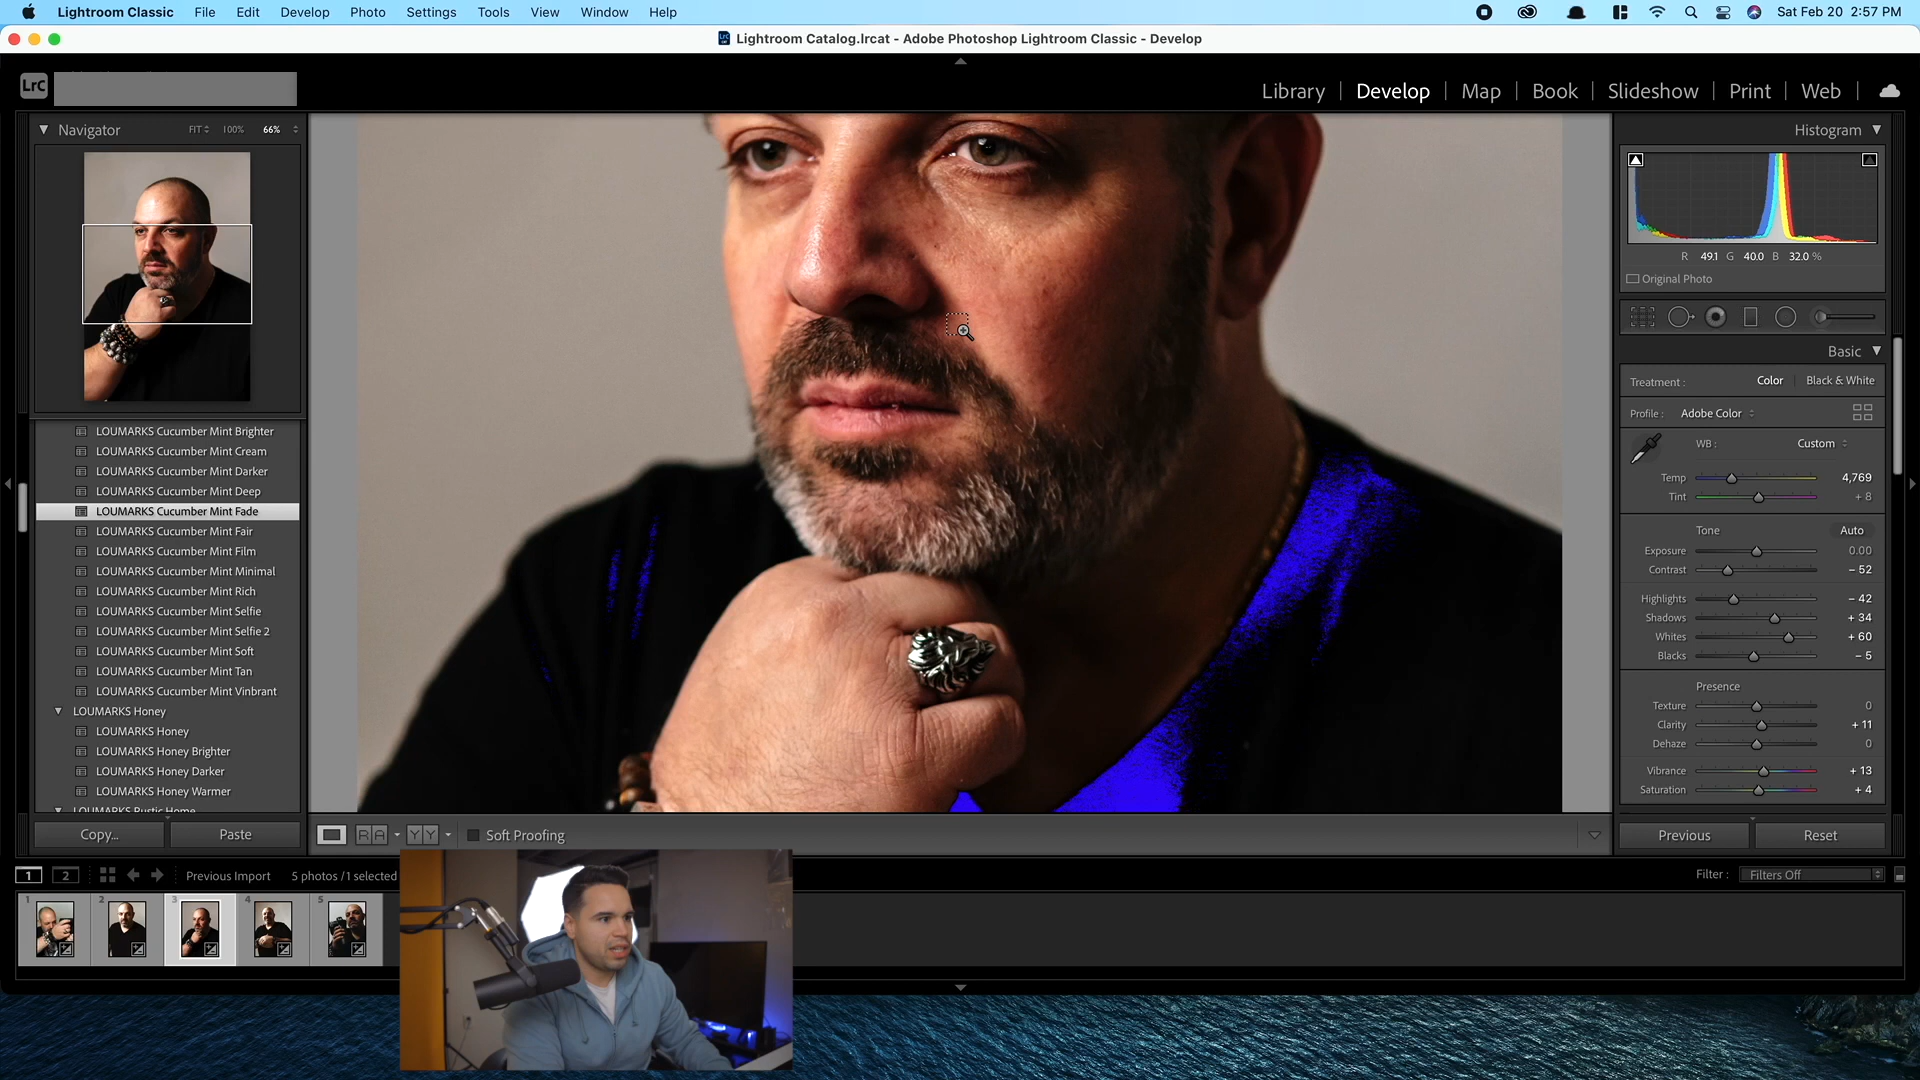 Lightroom Classic File Edit Develop Photo Settings Tools View Window Help Sat Feb 20 2:57 PM
Lightroom Catalog.lrcat - Adobe Photoshop Lightroom Classic - Develop
LrC
Library | Develop | Map | Book | Slideshow | Print | Web |
Navigator FIT 100% 66%
LOUMARKS Cucumber Mint Brighter
LOUMARKS Cucumber Mint Cream
LOUMARKS Cucumber Mint Darker
LOUMARKS Cucumber Mint Deep
LOUMARKS Cucumber Mint Fade
LOUMARKS Cucumber Mint Fair
LOUMARKS Cucumber Mint Film
LOUMARKS Cucumber Mint Minimal
LOUMARKS Cucumber Mint Rich
LOUMARKS Cucumber Mint Selfie
LOUMARKS Cucumber Mint Selfie 2
LOUMARKS Cucumber Mint Soft
LOUMARKS Cucumber Mint Tan
LOUMARKS Cucumber Mint Vinbrant
LOUMARKS Honey
LOUMARKS Honey
LOUMARKS Honey Brighter
LOUMARKS Honey Darker
LOUMARKS Honey Warmer
LOUMARKS Rustic Home
Copy... Paste
R A Y Y Soft Proofing
Histogram
R 49.1 G 40.0 B 32.0 %
Original Photo
Basic
Treatment : Color | Black & White
Profile : Adobe Color
WB : Custom
Temp 4,769
Tint + 8
Tone Auto
Exposure 0.00
Contrast - 52
Highlights - 42
Shadows + 34
Whites + 60
Blacks - 5
Presence
Texture 0
Clarity + 11
Dehaze 0
Vibrance + 13
Saturation + 4
Previous Reset
1 2 Previous Import 5 photos / 1 selected Filter : Filters Off
1 2 3 4 5